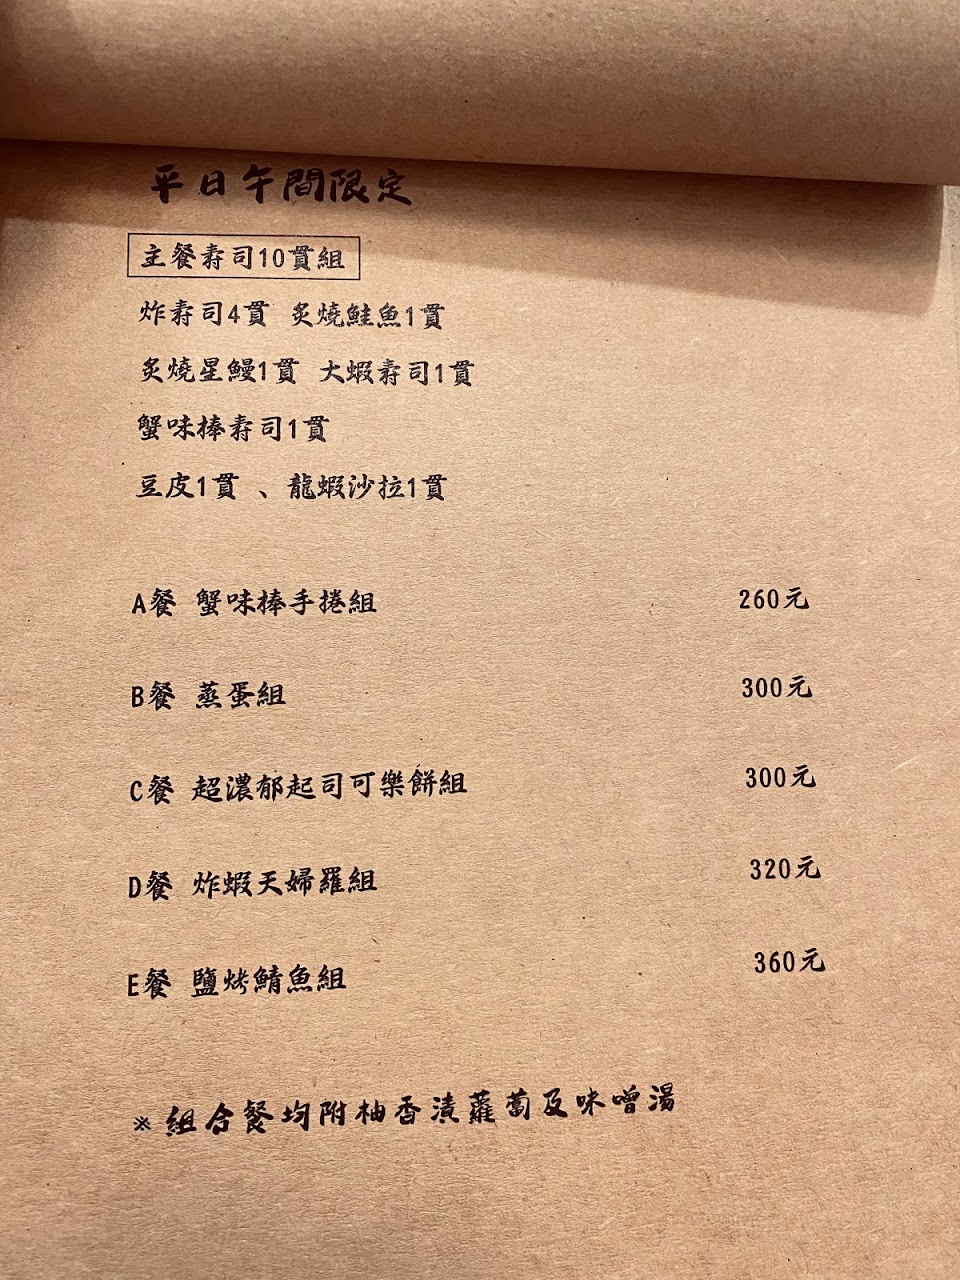 平日午間限定
主餐壽司10貫組
炸壽司4貫 炙燒鮭魚1貫
炙燒星鰻1貫 大蝦壽司1貫
蟹味棒壽司1貫
豆皮1貫、龍蝦沙拉1貫
A餐 蟹味棒手捲組 260元
B餐 蒸蛋組 300元
C餐 超濃郁起司可樂餅組 300元
D餐 炸蝦天婦羅組 320元
E餐 鹽烤鯖魚組 360元
※組合餐均附柚香漬蘿蔔及味噌湯